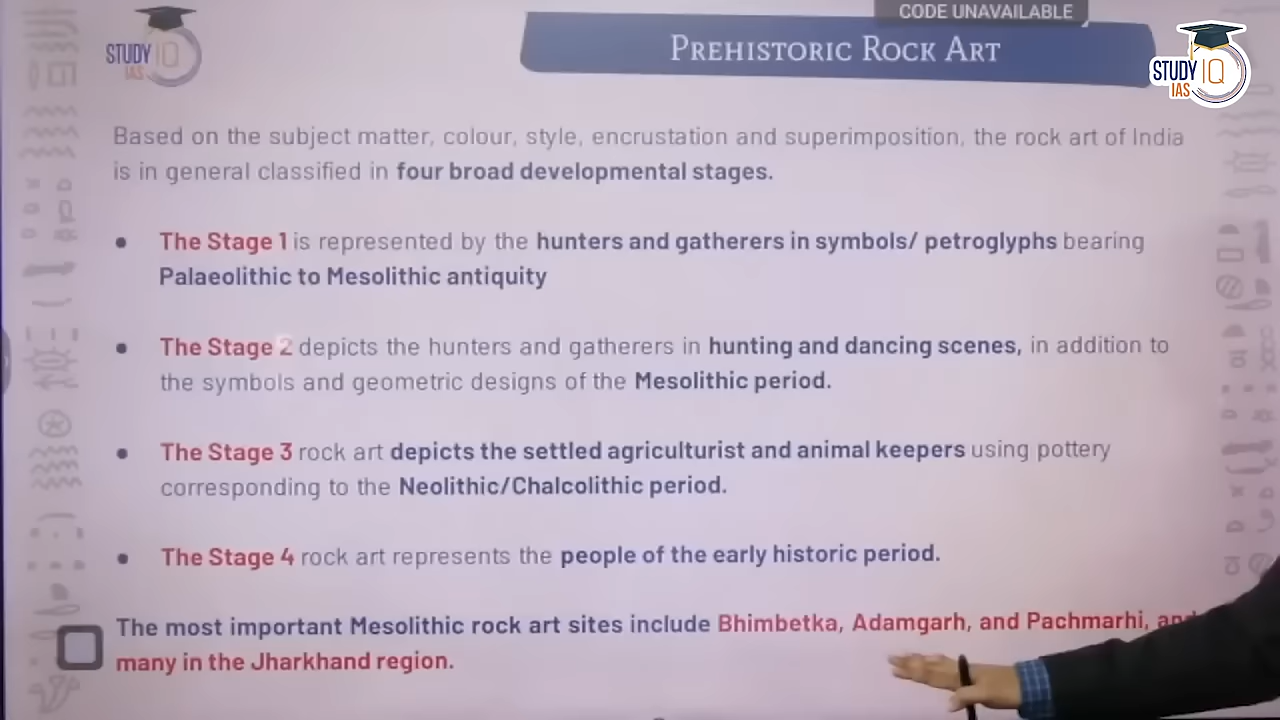 CODE UNAVAILABLE
STUDY IQ
IAS
PREHISTORIC ROCK ART
STUDY IQ
IAS
Based on the subject matter, colour, style, encrustation and superimposition, the rock art of India
is in general classified in four broad developmental stages.
• The Stage 1 is represented by the hunters and gatherers in symbols/ petroglyphs bearing
Palaeolithic to Mesolithic antiquity
• The Stage 2 depicts the hunters and gatherers in hunting and dancing scenes, in addition to
the symbols and geometric designs of the Mesolithic period.
• The Stage 3 rock art depicts the settled agriculturist and animal keepers using pottery
corresponding to the Neolithic/Chalcolithic period.
• The Stage 4 rock art represents the people of the early historic period.
The most important Mesolithic rock art sites include Bhimbetka, Adamgarh, and Pachmarhi, and
many in the Jharkhand region.